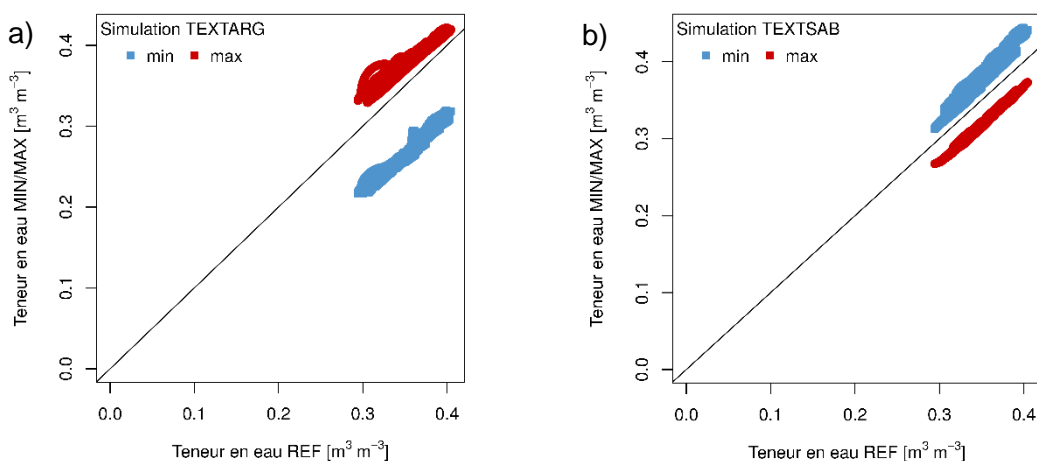 a)
Simulation TEXTARG
min max
Teneur en eau MIN/MAX [m³ m⁻³]
0.4
0.3
0.2
0.1
0.0
0.0 0.1 0.2 0.3 0.4
Teneur en eau REF [m³ m⁻³]
b)
Simulation TEXTSAB
min max
Teneur en eau MIN/MAX [m³ m⁻³]
0.4
0.3
0.2
0.1
0.0
0.0 0.1 0.2 0.3 0.4
Teneur en eau REF [m³ m⁻³]